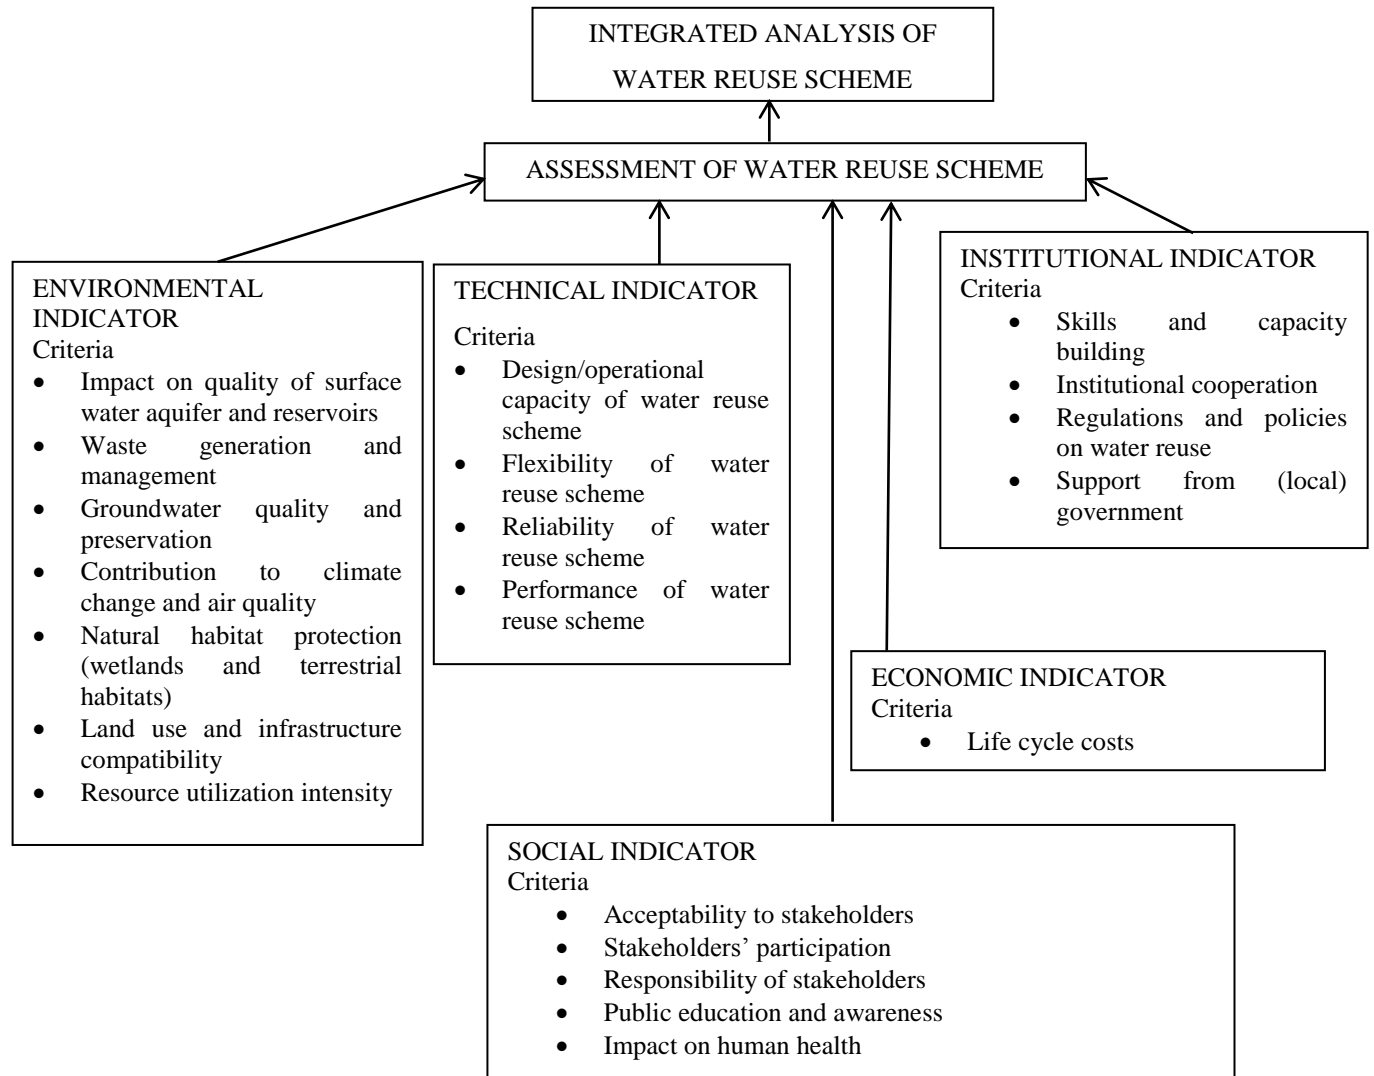 INTEGRATED ANALYSIS OF
WATER REUSE SCHEME
ASSESSMENT OF WATER REUSE SCHEME
ENVIRONMENTAL
INDICATOR
Criteria
• Impact on quality of surface
water aquifer and reservoirs
• Waste generation and
management
• Groundwater quality and
preservation
• Contribution to climate
change and air quality
• Natural habitat protection
(wetlands and terrestrial
habitats)
• Land use and infrastructure
compatibility
• Resource utilization intensity
TECHNICAL INDICATOR
Criteria
• Design/operational
capacity of water reuse
scheme
• Flexibility of water
reuse scheme
• Reliability of water
reuse scheme
• Performance of water
reuse scheme
INSTITUTIONAL INDICATOR
Criteria
• Skills and capacity
building
• Institutional cooperation
• Regulations and policies
on water reuse
• Support from (local)
government
ECONOMIC INDICATOR
Criteria
• Life cycle costs
SOCIAL INDICATOR
Criteria
• Acceptability to stakeholders
• Stakeholders’ participation
• Responsibility of stakeholders
• Public education and awareness
• Impact on human health